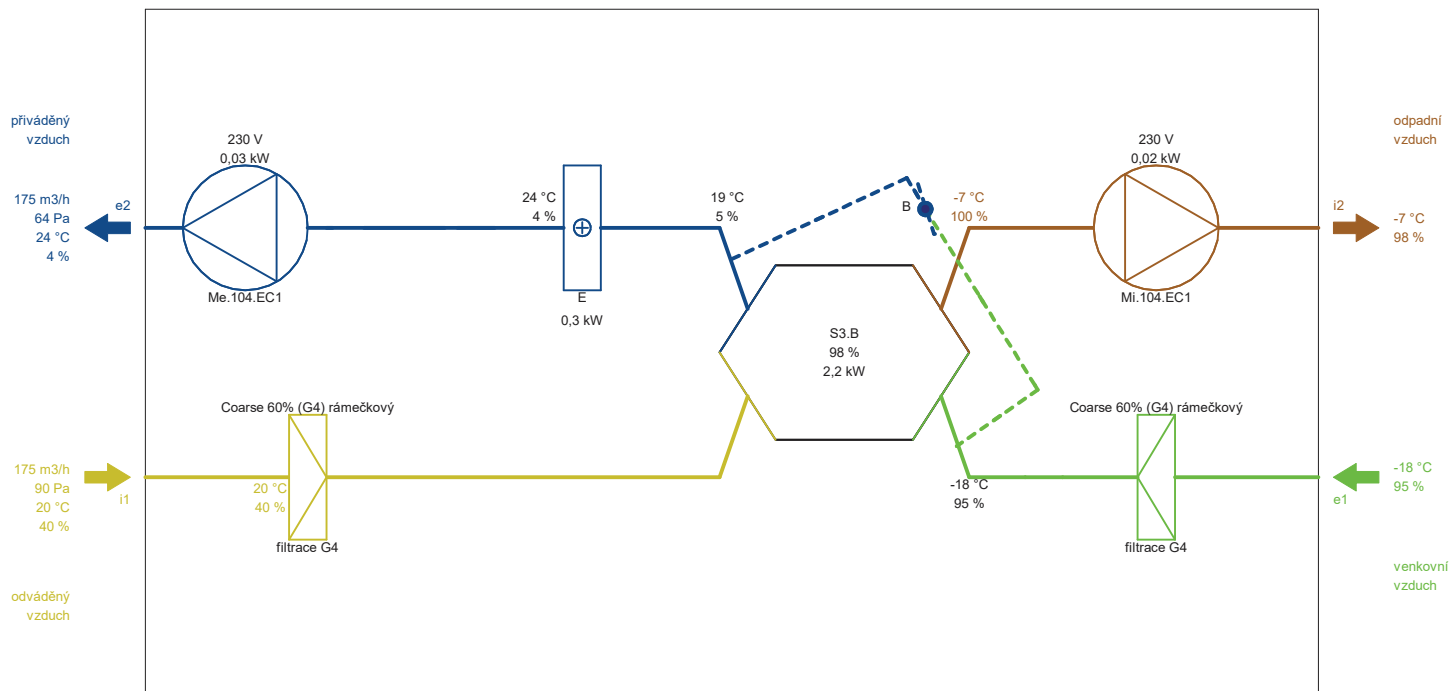 přiváděný
vzduch
175 m3/h
64 Pa
24 °C
4 %
e2
230 V
0,03 kW
Me.104.EC1
24 °C
4 %
E
0,3 kW
19 °C
5 %
B
-7 °C
100 %
230 V
0,02 kW
Mi.104.EC1
odpadní
vzduch
i2
-7 °C
98 %
S3.B
98 %
2,2 kW
Coarse 60% (G4) rámečkový
175 m3/h
90 Pa
20 °C
40 %
i1
20 °C
40 %
filtrace G4
odváděný
vzduch
Coarse 60% (G4) rámečkový
-18 °C
95 %
filtrace G4
-18 °C
95 %
e1
venkovní
vzduch